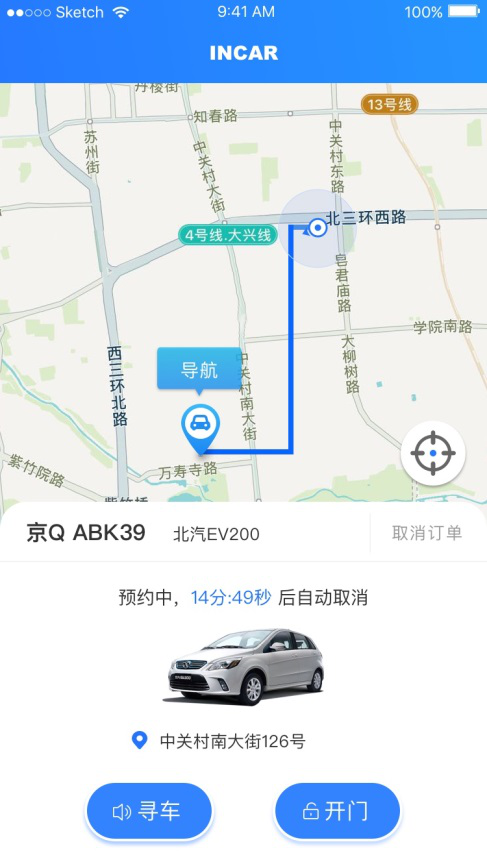 Sketch 9:41 AM 100%
INCAR
丹棱街
13号线
知春路
苏州街
中关村大街
中关村东路
北三环西路
4号线.大兴线
皂君庙路
学院南路
西三环北路
中关村南大街
大柳树路
导航
紫竹院路
万寿寺路
紫竹桥
京Q ABK39 北汽EV200 取消订单
预约中，14分:49秒 后自动取消
中关村南大街126号
寻车 开门